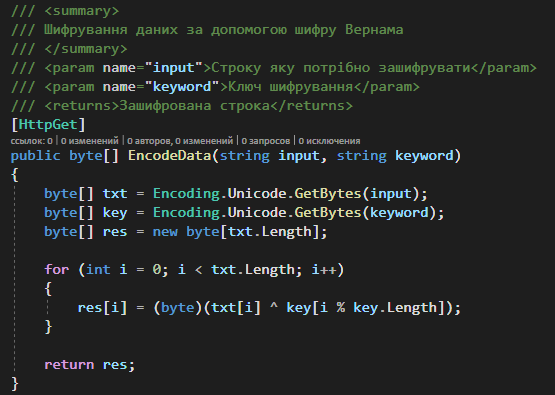 /// <summary>
/// Шифрування даних за допомогою шифру Вернама
/// </summary>
/// <param name="input">Строку яку потрібно зашифрувати</param>
/// <param name="keyword">Ключ шифрування</param>
/// <returns>Зашифрована строка</returns>
[HttpGet]
ссылок: 0 | 0 изменений | 0 авторов, 0 изменений | 0 запросов | 0 исключения
public byte[] EncodeData(string input, string keyword)
{
    byte[] txt = Encoding.Unicode.GetBytes(input);
    byte[] key = Encoding.Unicode.GetBytes(keyword);
    byte[] res = new byte[txt.Length];

    for (int i = 0; i < txt.Length; i++)
    {
        res[i] = (byte)(txt[i] ^ key[i % key.Length]);
    }

    return res;
}